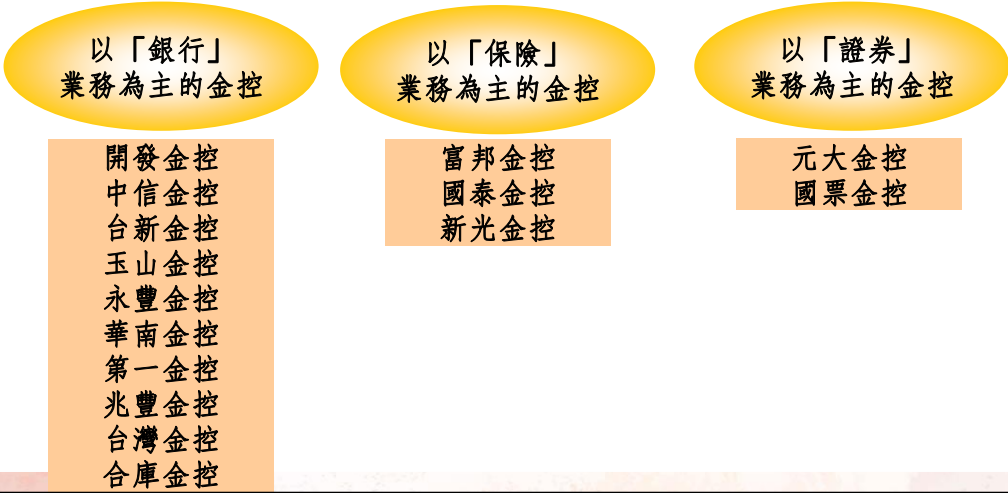 以「銀行」
業務為主的金控
開發金控
中信金控
台新金控
玉山金控
永豐金控
華南金控
第一金控
兆豐金控
台灣金控
合庫金控
以「保險」
業務為主的金控
富邦金控
國泰金控
新光金控
以「證券」
業務為主的金控
元大金控
國票金控